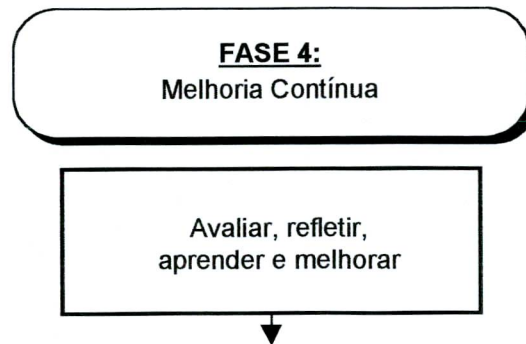 FASE 4:
Melhoria Contínua
Avaliar, refletir,
aprender e melhorar